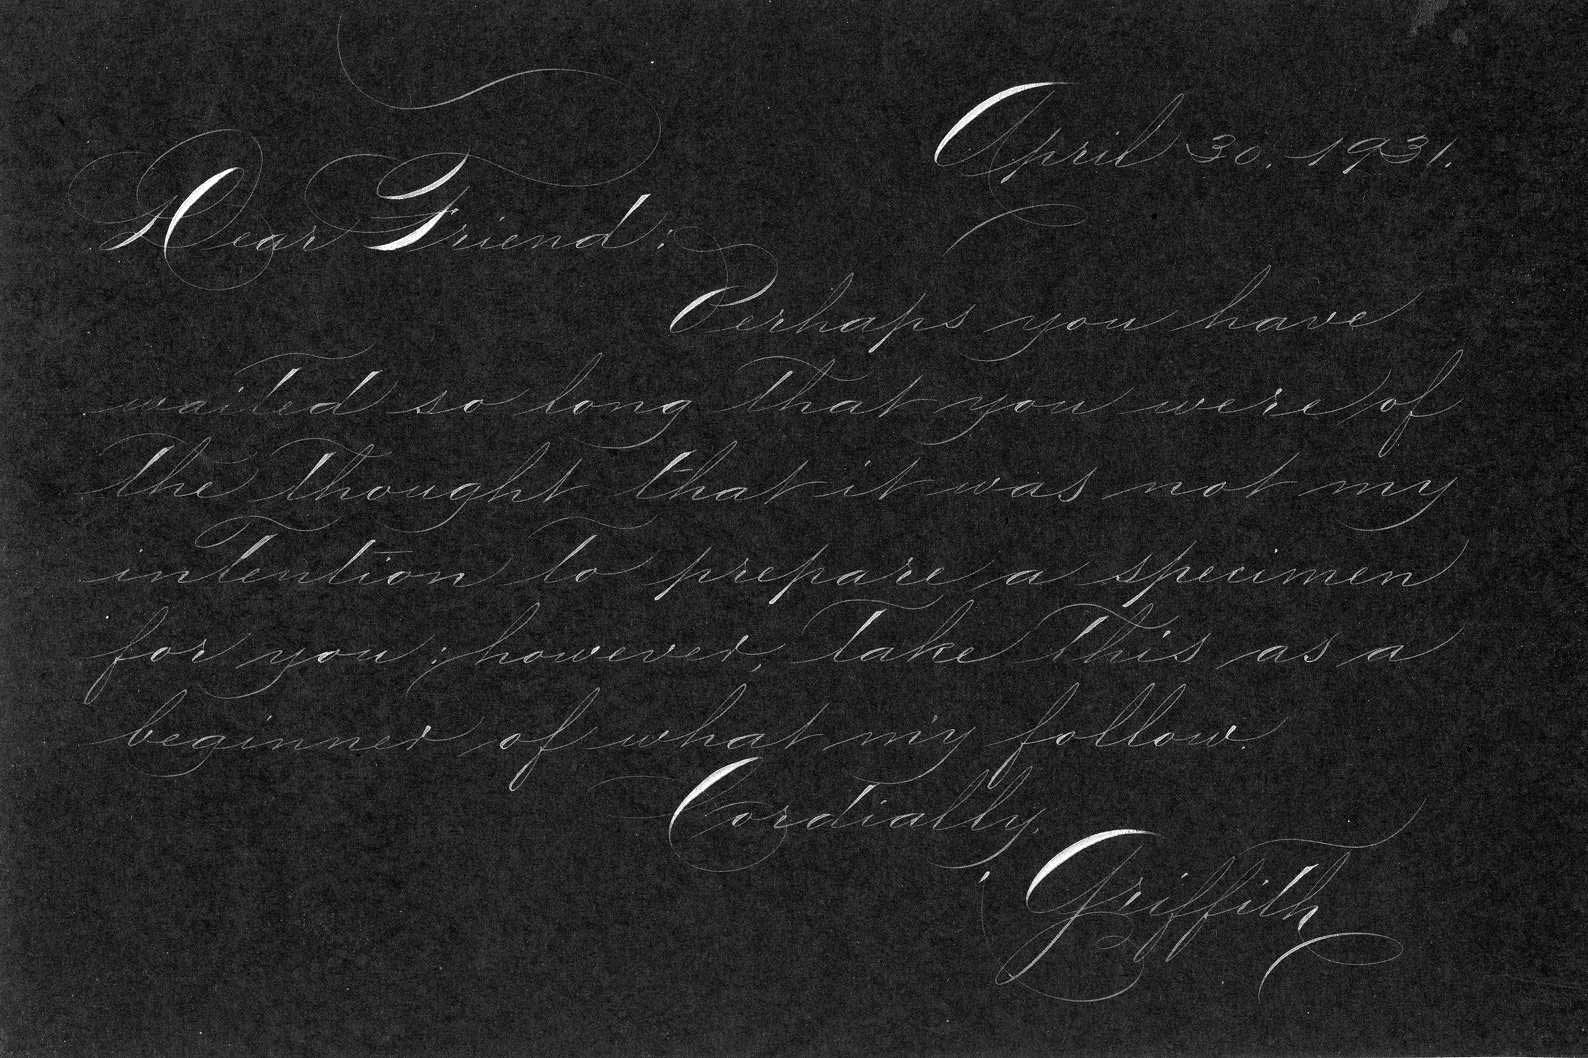 April 30, 1931.
Dear Friend:
Perhaps you have
waited so long that you were of
the thought that it was not my
intention to prepare a specimen
for you; however, take this as a
beginner of what my follow.
Cordially,
Griffith